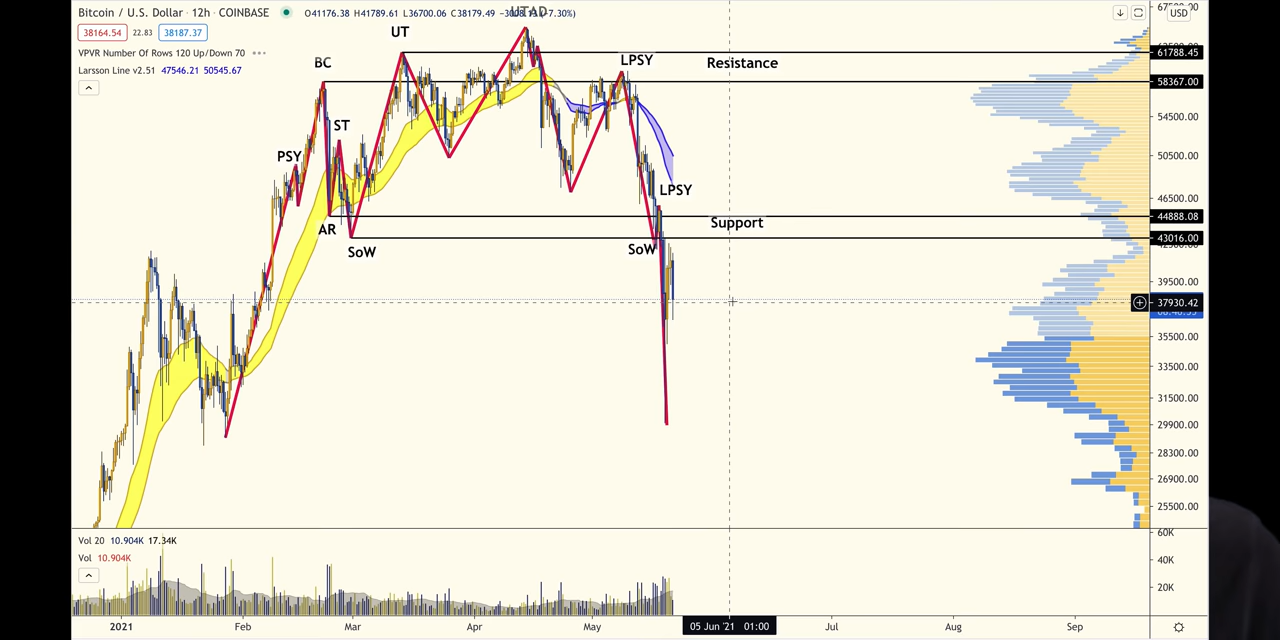 Bitcoin / U.S. Dollar · 12h · COINBASE
O41176.38 H41789.61 L36700.06 C38179.49 (−7.30%)
UTAD
USD
38164.54 22.83 38187.37
VPVR Number Of Rows 120 Up/Down 70
Larsson Line v2.51 47546.21 50545.67
UT
BC
LPSY
Resistance
61788.45
58367.00
ST
54500.00
PSY
50500.00
LPSY
46500.00
AR
Support
44888.08
SoW
SoW
43016.00
39500.00
37930.42
35500.00
33500.00
31500.00
29900.00
28300.00
26900.00
25500.00
Vol 20 10.904K 17.34K
Vol 10.904K
60K
40K
20K
2021 Feb Mar Apr May 05 Jun '21 01:00 Jul Aug Sep